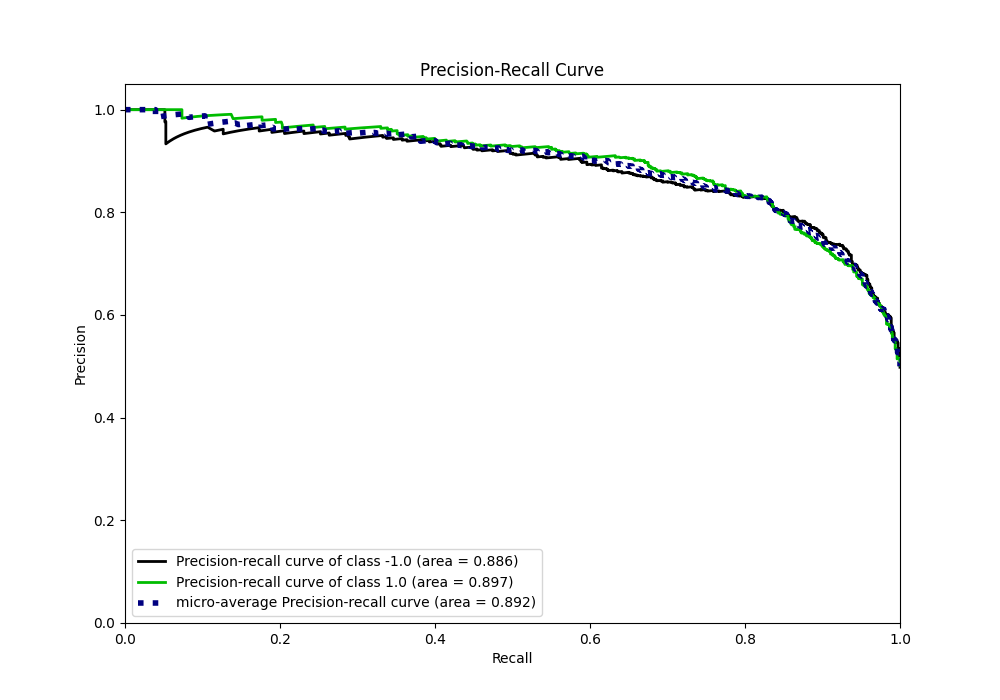 Precision-Recall Curve
1.0
0.8
0.6
0.4
0.2
0.0
Precision
Precision-recall curve of class -1.0 (area = 0.886)
Precision-recall curve of class 1.0 (area = 0.897)
micro-average Precision-recall curve (area = 0.892)
0.0 0.2 0.4 0.6 0.8 1.0
Recall